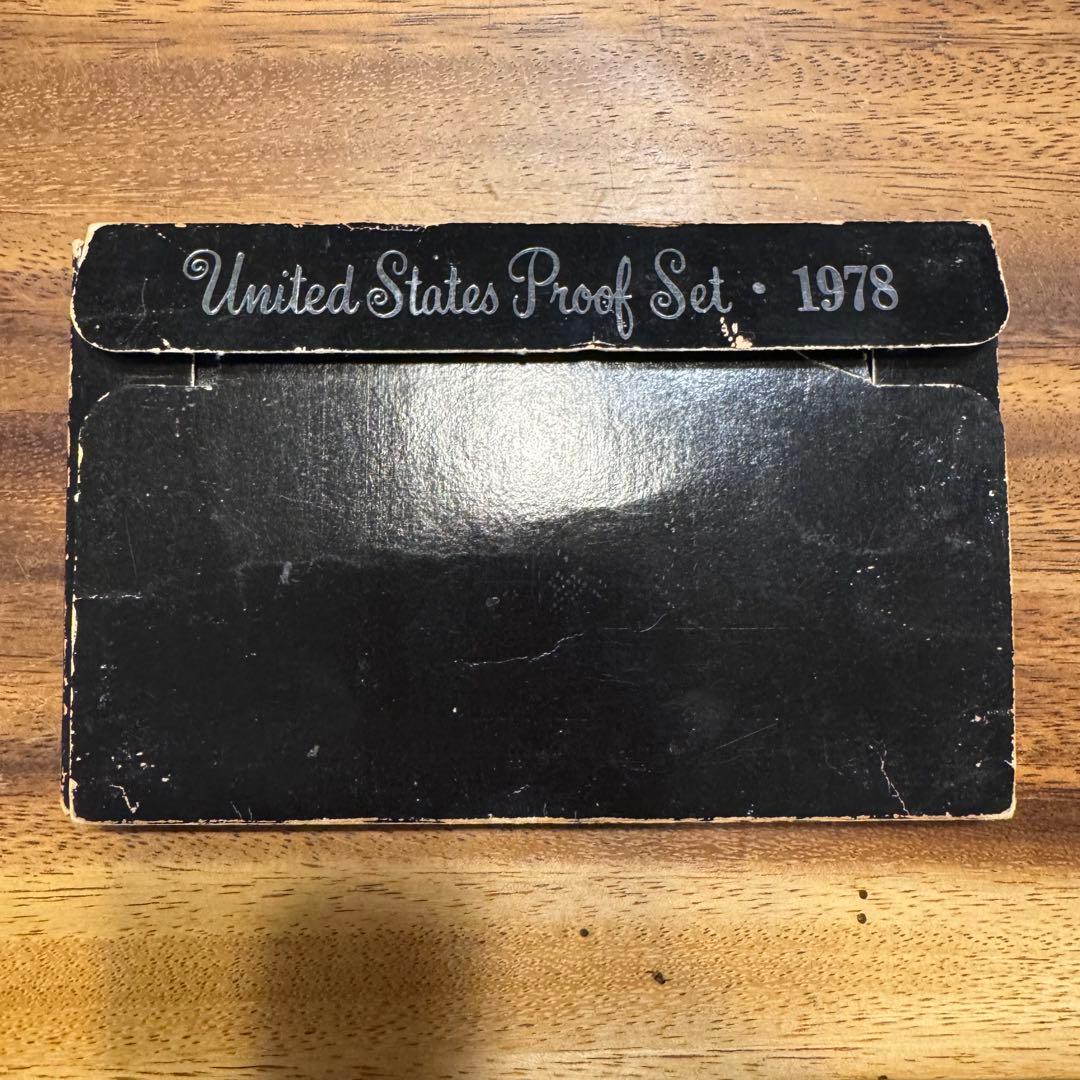 United States Proof Set · 1978